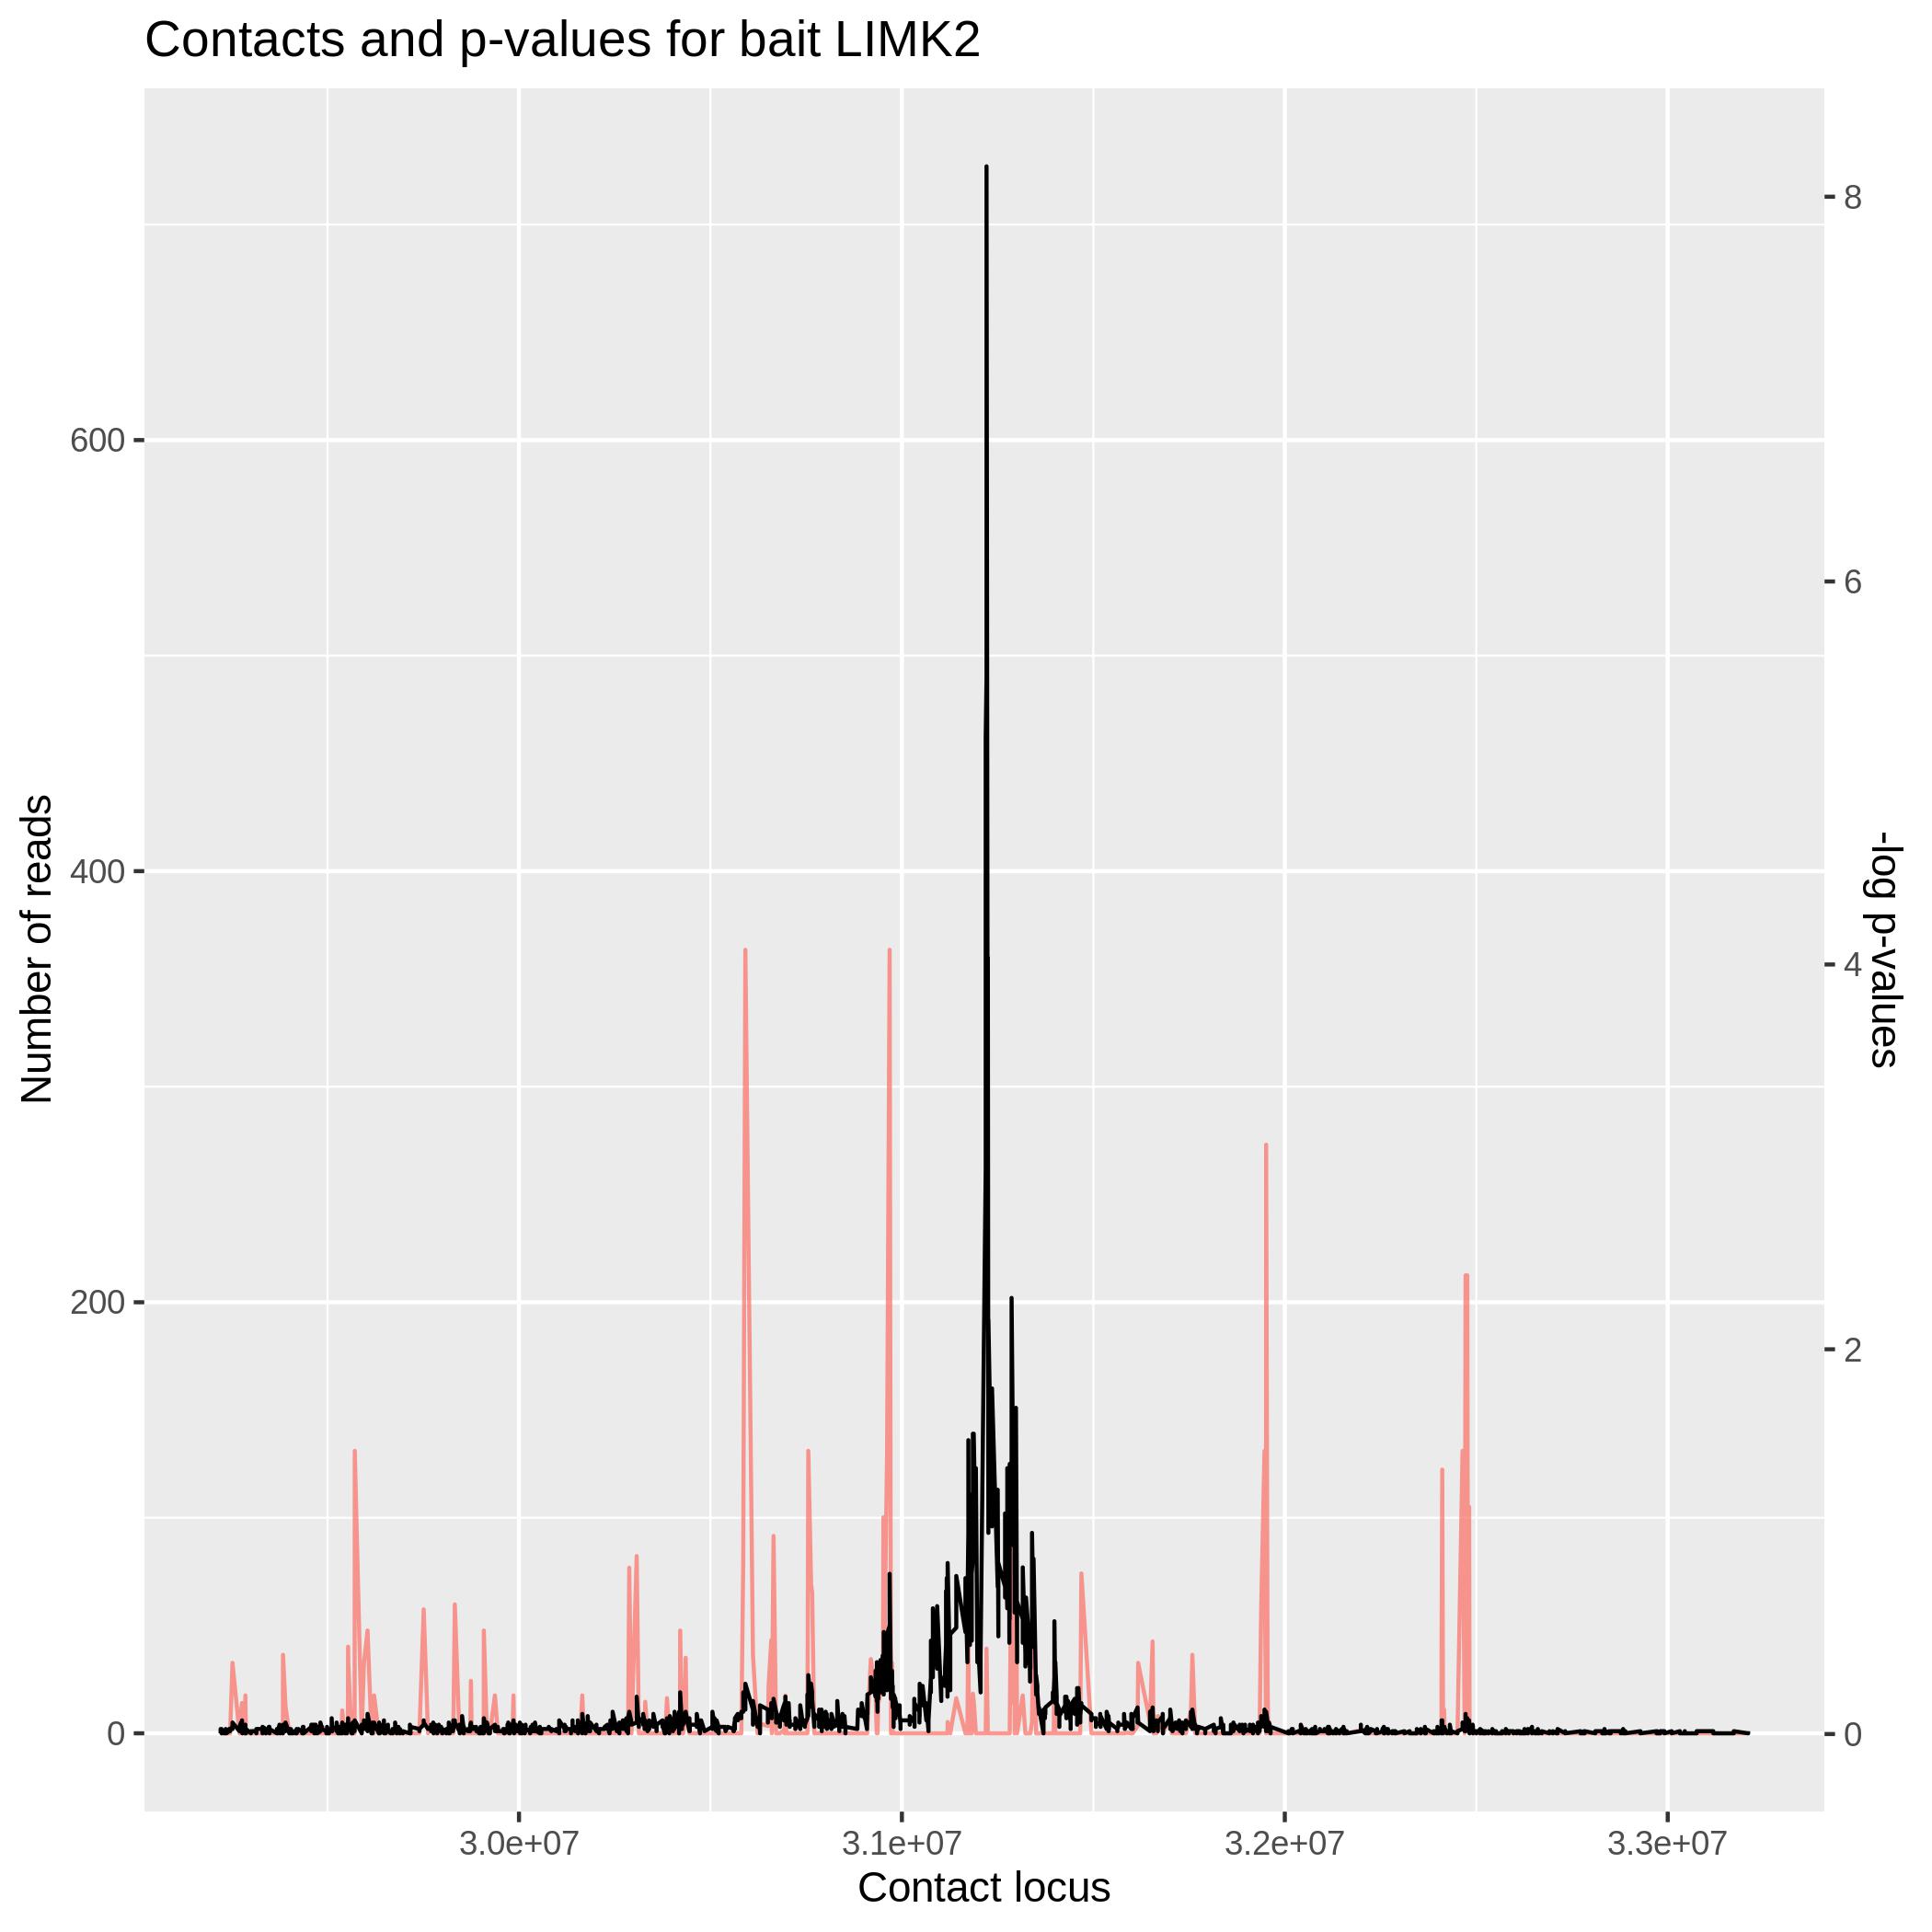 Contacts and p-values for bait LIMK2
Number of reads
600
400
200
0
8
6
4
2
0
-log p-values
3.0e+07
3.1e+07
3.2e+07
3.3e+07
Contact locus